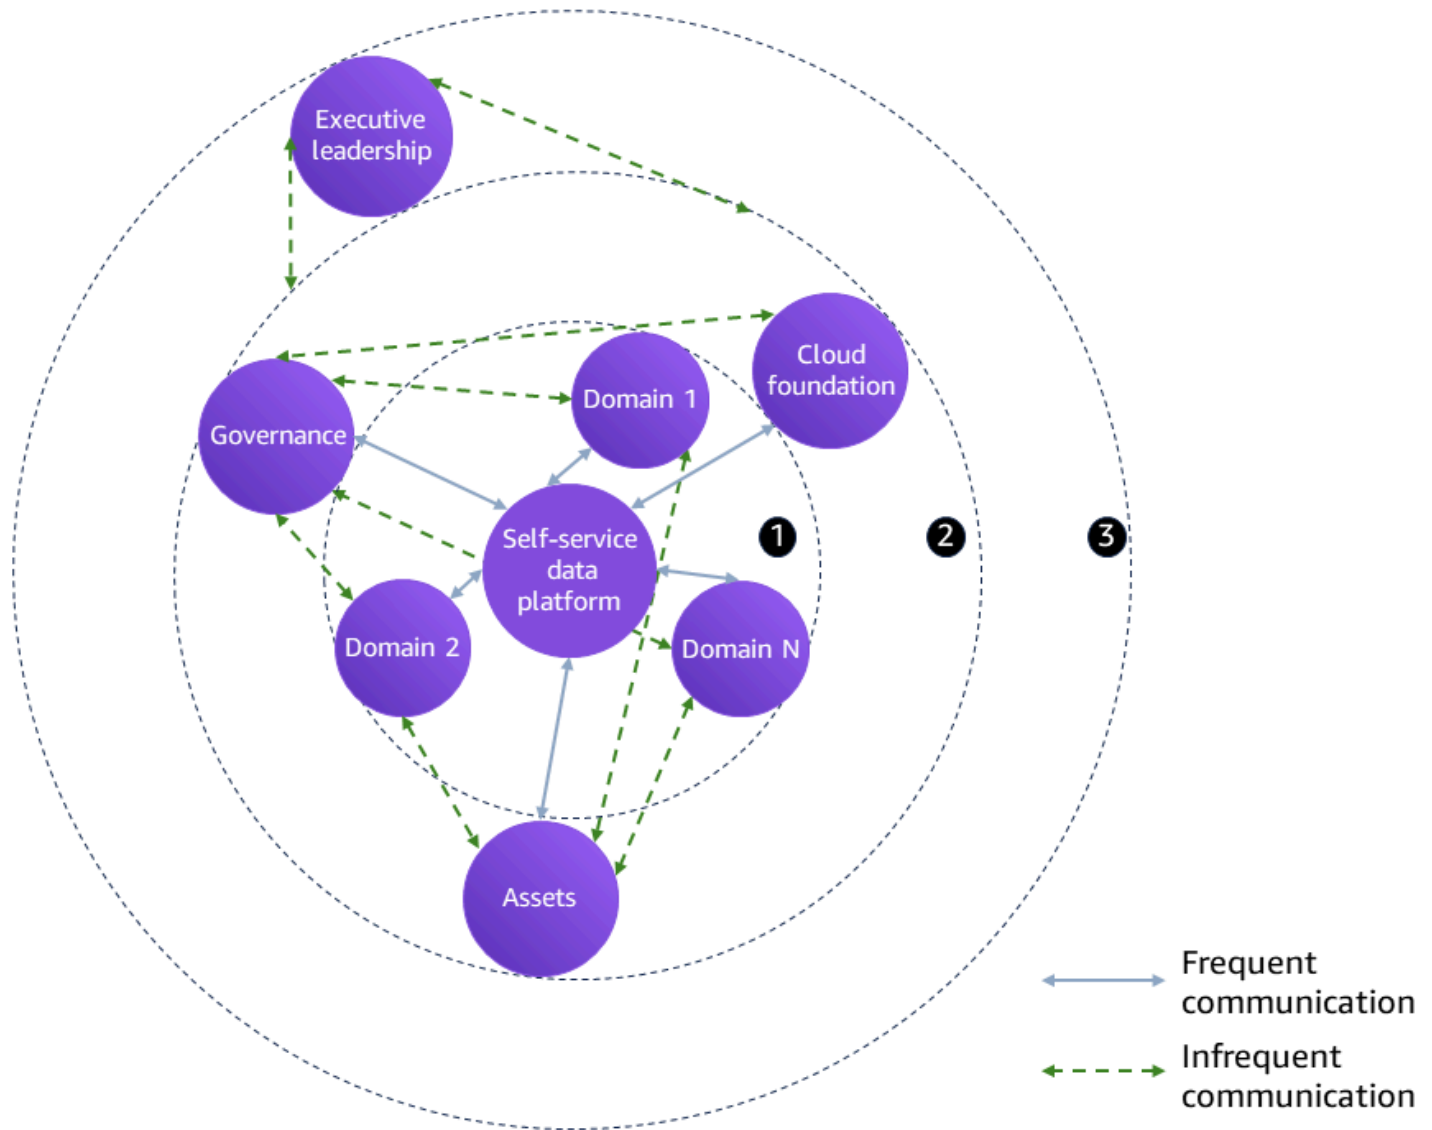 Executive
leadership
Cloud
foundation
Domain 1
Governance
Self-service
data
platform
1
2
3
Domain 2
Domain N
Assets
Frequent
communication
Infrequent
communication